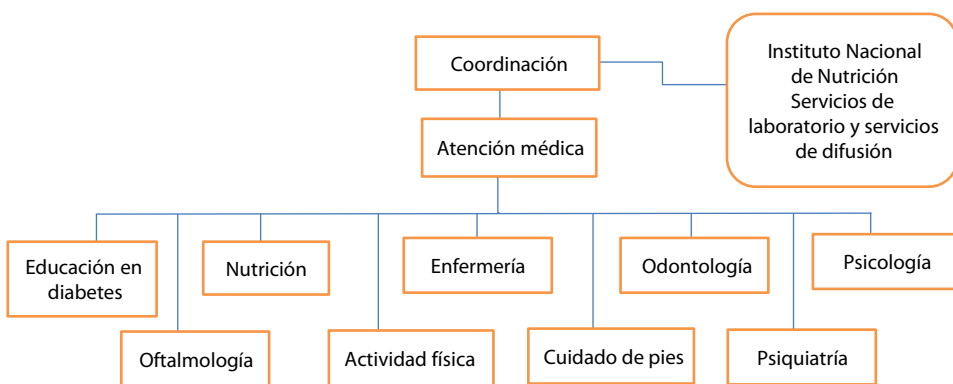 Coordinación
Instituto Nacional
de Nutrición
Servicios de
laboratorio y servicios
de difusión
Atención médica
Educación en
diabetes
Nutrición
Enfermería
Odontología
Psicología
Oftalmología
Actividad física
Cuidado de pies
Psiquiatría